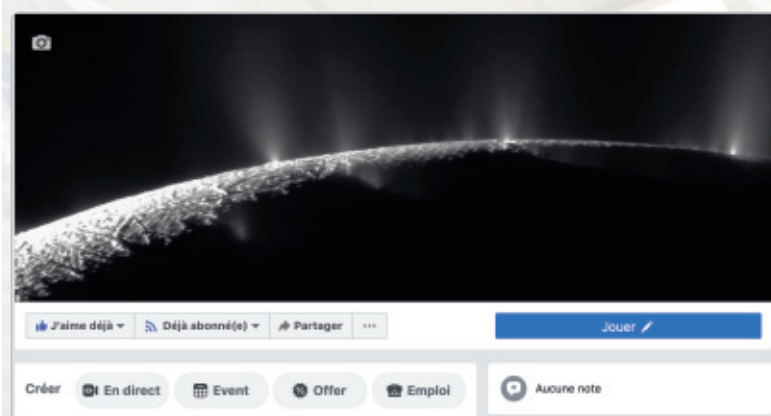 J'aime déjà Déjà abonné(e) Partager ... Jouer
Créer En direct Event Offer Emploi Aucune note